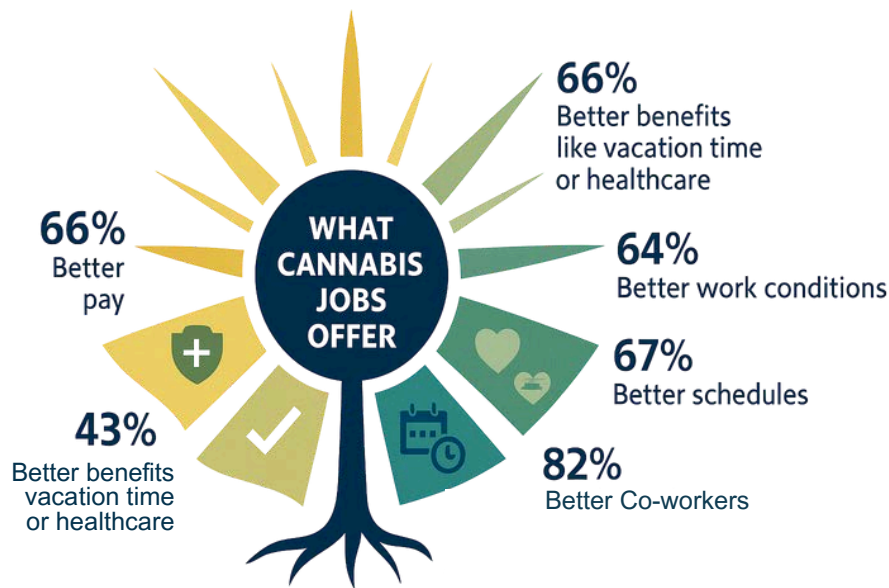 66%
Better benefits
like vacation time
or healthcare
WHAT
CANNABIS
JOBS
OFFER
66%
Better
pay
64%
Better work conditions
67%
Better schedules
43%
Better benefits
vacation time
or healthcare
82%
Better Co-workers